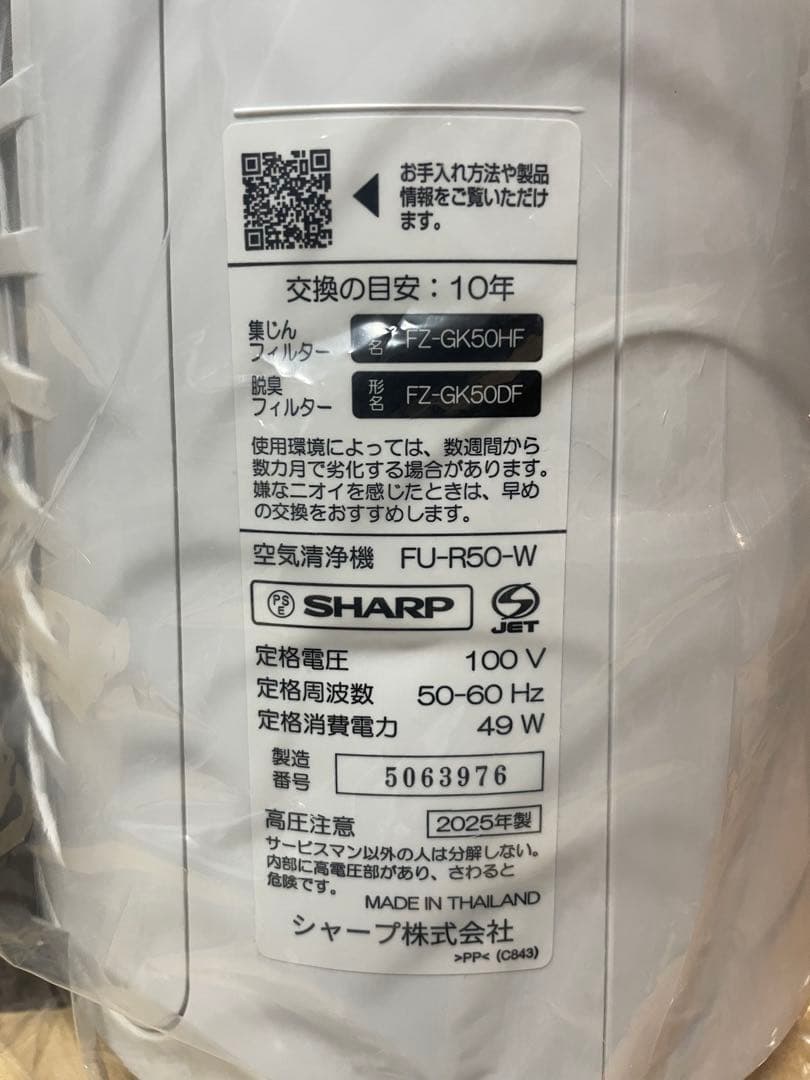 お手入れ方法や製品
情報をご覧いただけ
ます。
交換の目安：10年
集じん
フィルター
名 FZ-GK50HF
脱臭
フィルター
形名 FZ-GK50DF
使用環境によっては、数週間から
数カ月で劣化する場合があります。
嫌なニオイを感じたときは、早め
の交換をおすすめします。
空気清浄機 FU-R50-W
PSE SHARP JET
定格電圧 100 V
定格周波数 50-60 Hz
定格消費電力 49 W
製造
番号 5063976
高圧注意 2025年製
サービスマン以外の人は分解しない。
内部に高電圧部があり、さわると
危険です。
MADE IN THAILAND
シャープ株式会社
>PP< (C843)